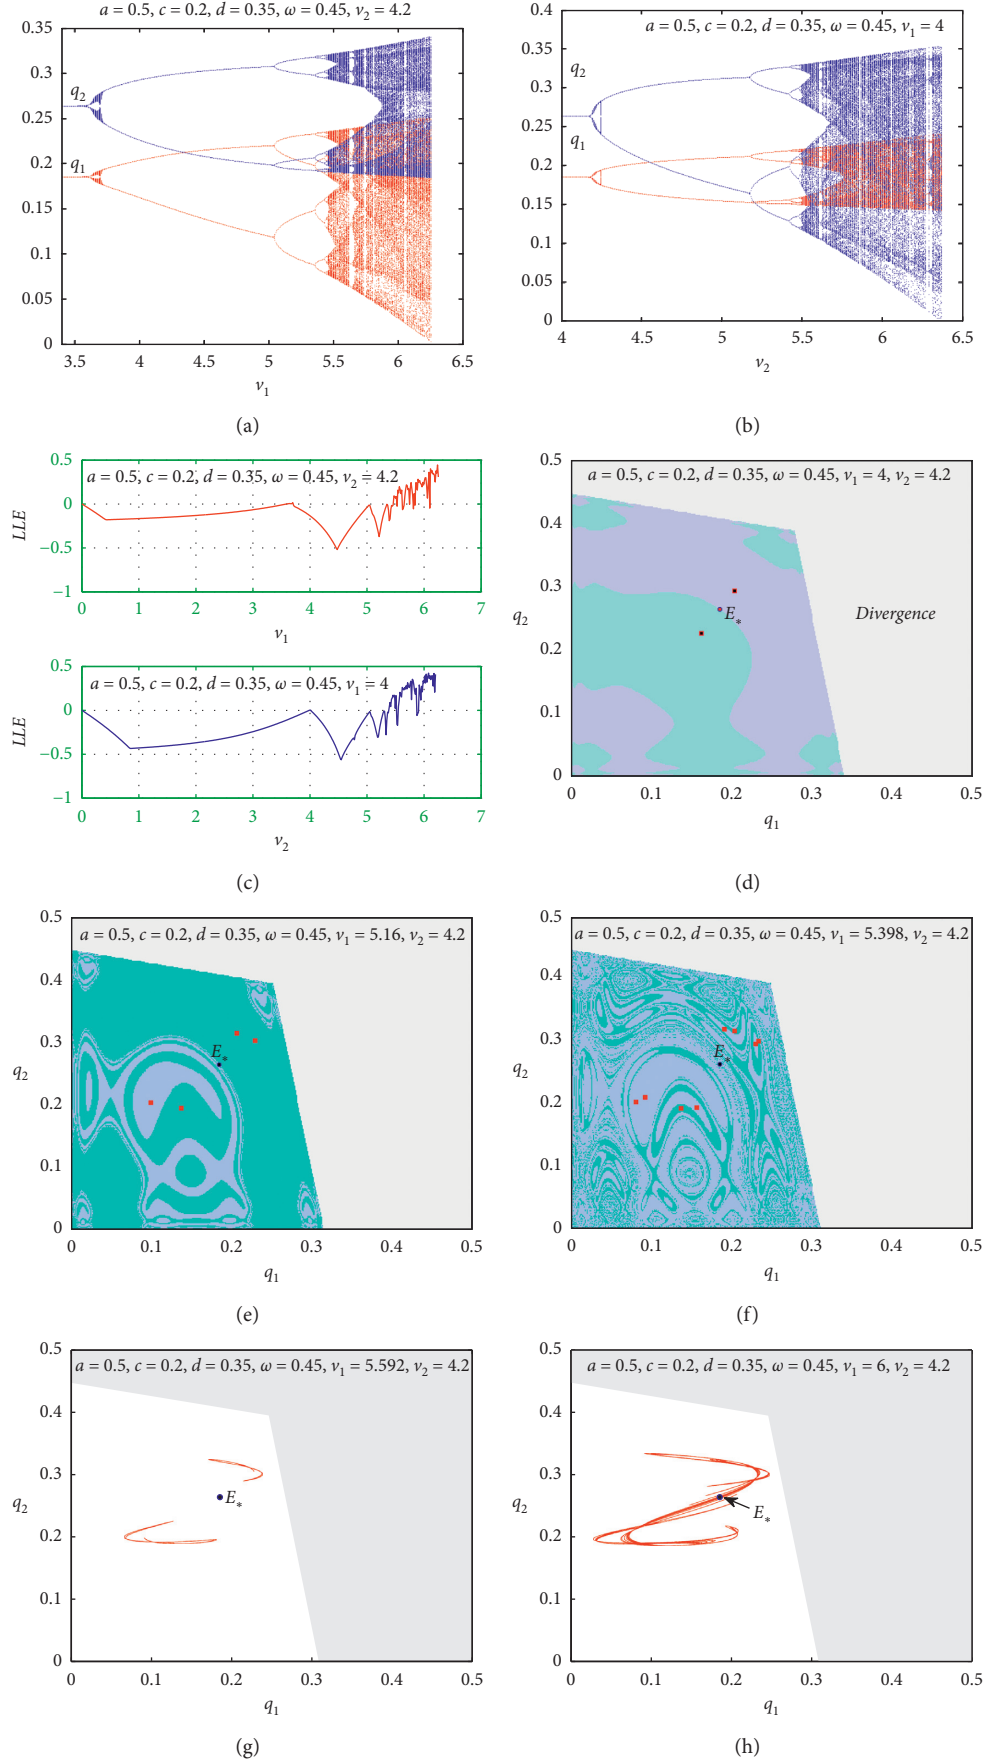 a = 0.5, c = 0.2, d = 0.35, ω = 0.45, v₂ = 4.2
0.35
0.3
0.25
0.2
0.15
0.1
0.05
0
q₂
q₁
3.5 4 4.5 5 5.5 6 6.5
v₁
(a)
a = 0.5, c = 0.2, d = 0.35, ω = 0.45, v₁ = 4
0.4
0.35
0.3
0.25
0.2
0.15
0.1
0.05
0
q₂
q₁
4 4.5 5 5.5 6 6.5
v₂
(b)
a = 0.5, c = 0.2, d = 0.35, ω = 0.45, v₂ = 4.2
LLE
0.5
0
−0.5
−1
0 1 2 3 4 5 6 7
v₁
a = 0.5, c = 0.2, d = 0.35, ω = 0.45, v₁ = 4
LLE
0.5
0
−0.5
−1
0 1 2 3 4 5 6 7
v₂
(c)
a = 0.5, c = 0.2, d = 0.35, ω = 0.45, v₁ = 4, v₂ = 4.2
0.5
0.4
0.3
0.2
0.1
0
q₂
E*
Divergence
0 0.1 0.2 0.3 0.4 0.5
q₁
(d)
a = 0.5, c = 0.2, d = 0.35, ω = 0.45, v₁ = 5.16, v₂ = 4.2
0.5
0.4
0.3
0.2
0.1
0
q₂
E*
0 0.1 0.2 0.3 0.4 0.5
q₁
(e)
a = 0.5, c = 0.2, d = 0.35, ω = 0.45, v₁ = 5.398, v₂ = 4.2
0.5
0.4
0.3
0.2
0.1
0
q₂
E*
0 0.1 0.2 0.3 0.4 0.5
q₁
(f)
a = 0.5, c = 0.2, d = 0.35, ω = 0.45, v₁ = 5.592, v₂ = 4.2
0.5
0.4
0.3
0.2
0.1
0
q₂
E*
0 0.1 0.2 0.3 0.4 0.5
q₁
(g)
a = 0.5, c = 0.2, d = 0.35, ω = 0.45, v₁ = 6, v₂ = 4.2
0.5
0.4
0.3
0.2
0.1
0
q₂
E*
0 0.1 0.2 0.3 0.4 0.5
q₁
(h)